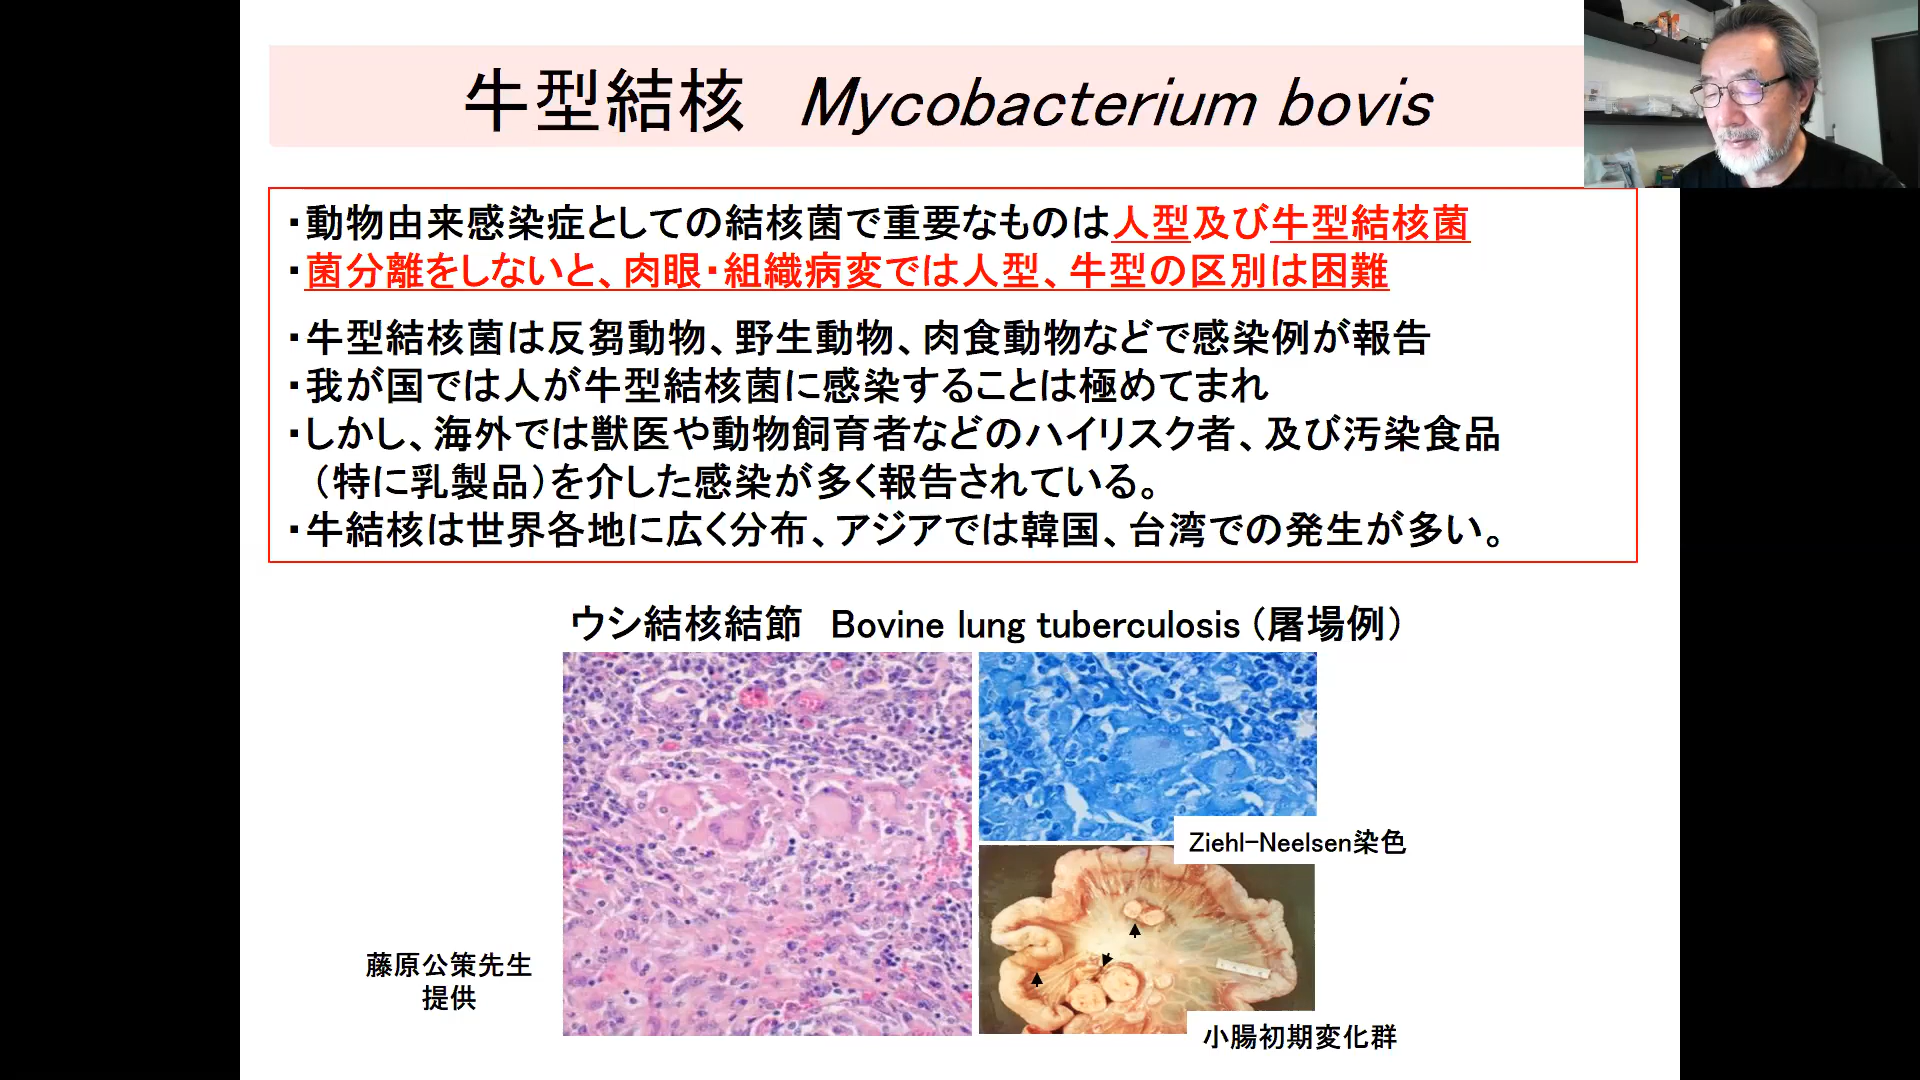 牛型結核　Mycobacterium bovis
・動物由来感染症としての結核菌で重要なものは人型及び牛型結核菌
・菌分離をしないと、肉眼・組織病変では人型、牛型の区別は困難
・牛型結核菌は反芻動物、野生動物、肉食動物などで感染例が報告
・我が国では人が牛型結核菌に感染することは極めてまれ
・しかし、海外では獣医や動物飼育者などのハイリスク者、及び汚染食品
（特に乳製品）を介した感染が多く報告されている。
・牛結核は世界各地に広く分布、アジアでは韓国、台湾での発生が多い。
ウシ結核結節　Bovine lung tuberculosis（屠場例）
Ziehl-Neelsen染色
藤原公策先生
提供
小腸初期変化群